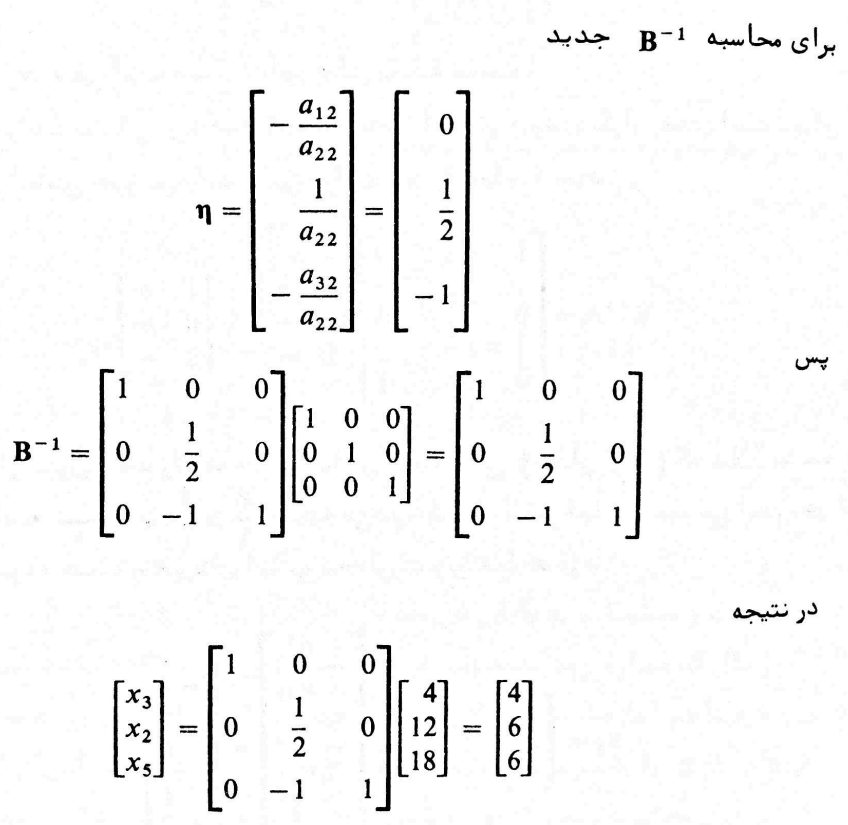 برای محاسبه B⁻¹ جدید
η = [ −a₁₂/a₂₂ ; 1/a₂₂ ; −a₃₂/a₂₂ ] = [ 0 ; 1/2 ; −1 ]
پس
B⁻¹ = [ 1 0 0 ; 0 1/2 0 ; 0 −1 1 ] [ 1 0 0 ; 0 1 0 ; 0 0 1 ] = [ 1 0 0 ; 0 1/2 0 ; 0 −1 1 ]
در نتیجه
[ x₃ ; x₂ ; x₅ ] = [ 1 0 0 ; 0 1/2 0 ; 0 −1 1 ] [ 4 ; 12 ; 18 ] = [ 4 ; 6 ; 6 ]